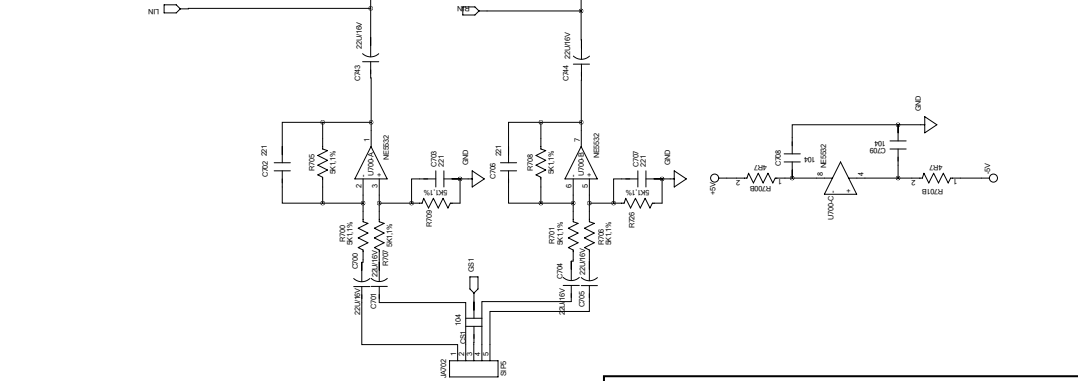 LIN
RIN
22U/16V
C743
22U/16V
C744
221
C702
R705
5K1,1%
1
U700-A
NE5532
2
3
C703
221
GND
5K1,1%
R709
221
C706
R708
5K1,1%
7
U700-B
NE5532
6
5
C707
221
GND
5K1,1%
R726
GND
C708
104
104
C709
NE5532
8
4
U700-C
+5V
2
1
4R7
R700B
2
1
4R7
R701B
-5V
R700
5K1,1%
R707
5K1,1%
C700
22U/16V
22U/16V
C701
R701
5K1,1%
R706
5K1,1%
C704
22U/16V
22U/16V
C705
GS1
104
CS1
1
2
3
4
5
JA702
SIP5